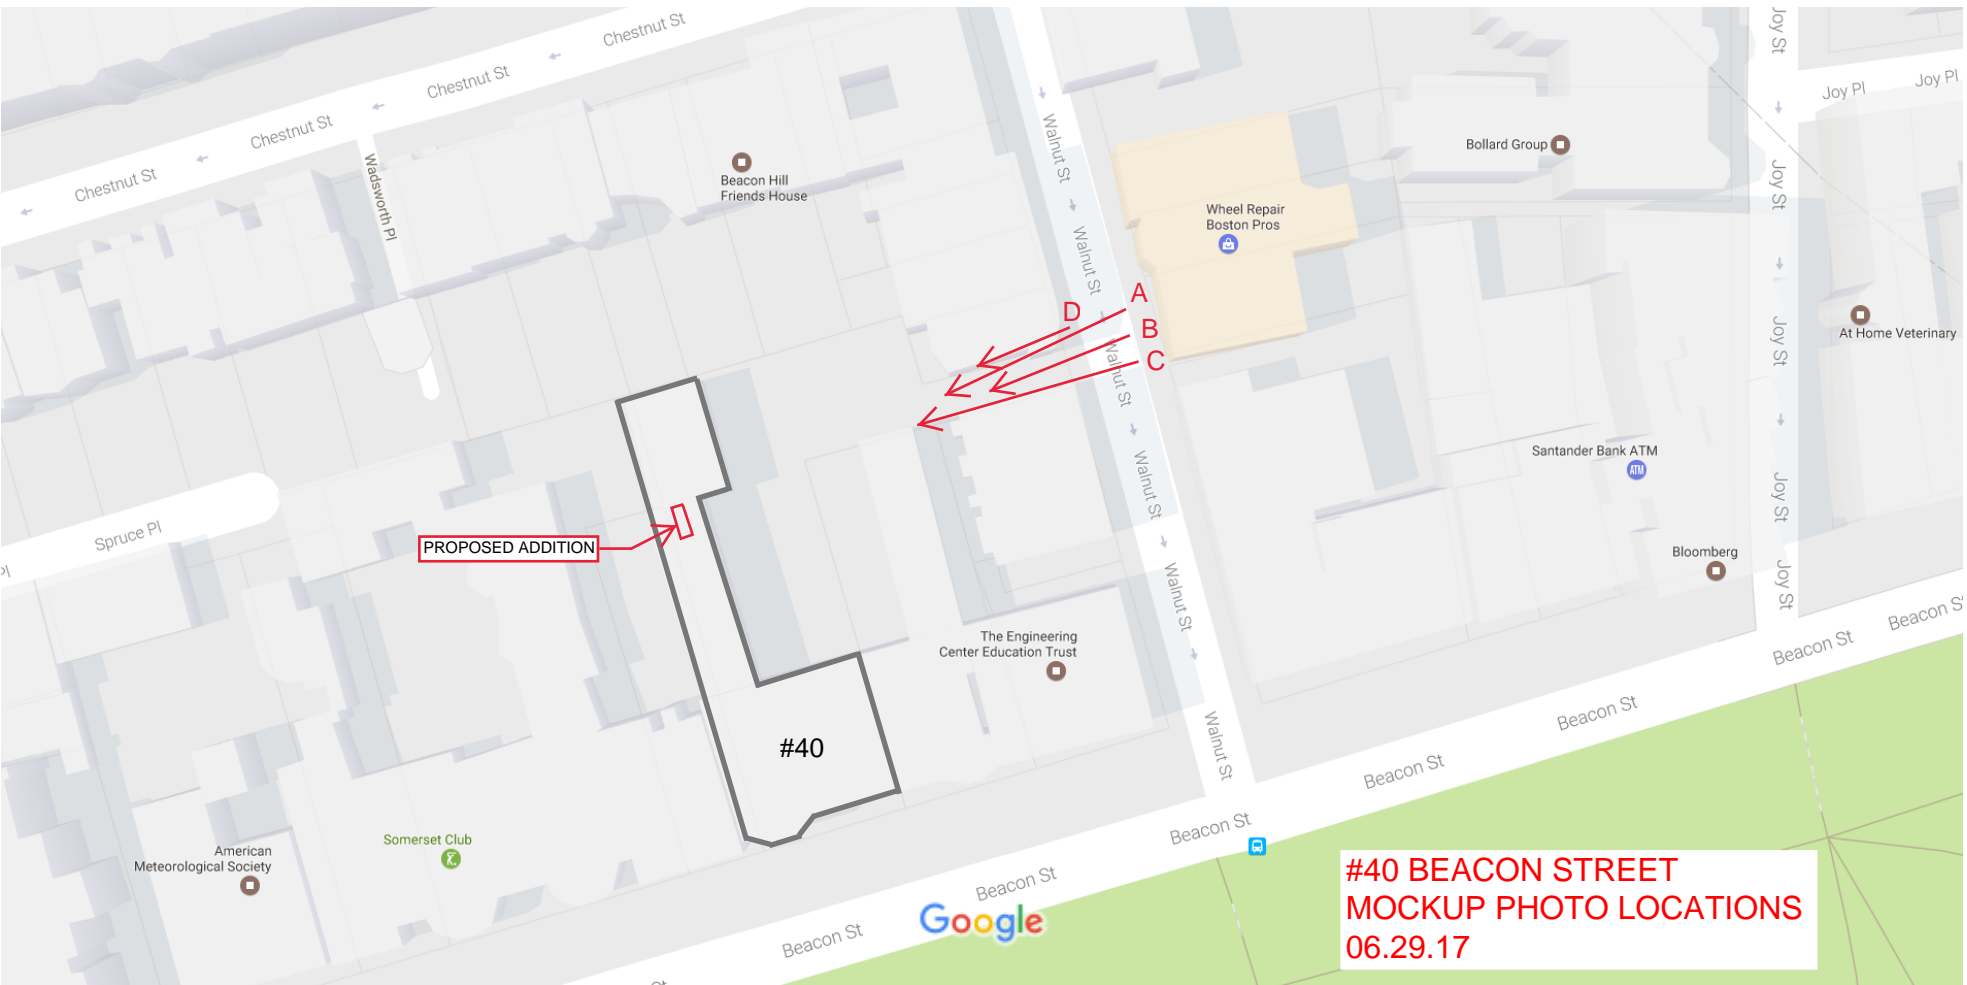 Chestnut St
Chestnut St
Chestnut St
Chestnut St
Wadsworth Pl
Beacon Hill
Friends House
Walnut St
Walnut St
Walnut St
Walnut St
Walnut St
Walnut St
Wheel Repair
Boston Pros
Bollard Group
Joy St
Joy St
Joy St
Joy St
Joy St
Joy Pl
Joy Pl
At Home Veterinary
A
B
C
D
Santander Bank ATM
ATM
Bloomberg
Spruce Pl
Pl
PROPOSED ADDITION
The Engineering
Center Education Trust
#40
Somerset Club
American
Meteorological Society
Beacon St
Beacon St
Beacon St
Beacon St
Beacon St
Beacon St
Beacon St
St
Google
#40 BEACON STREET
MOCKUP PHOTO LOCATIONS
06.29.17